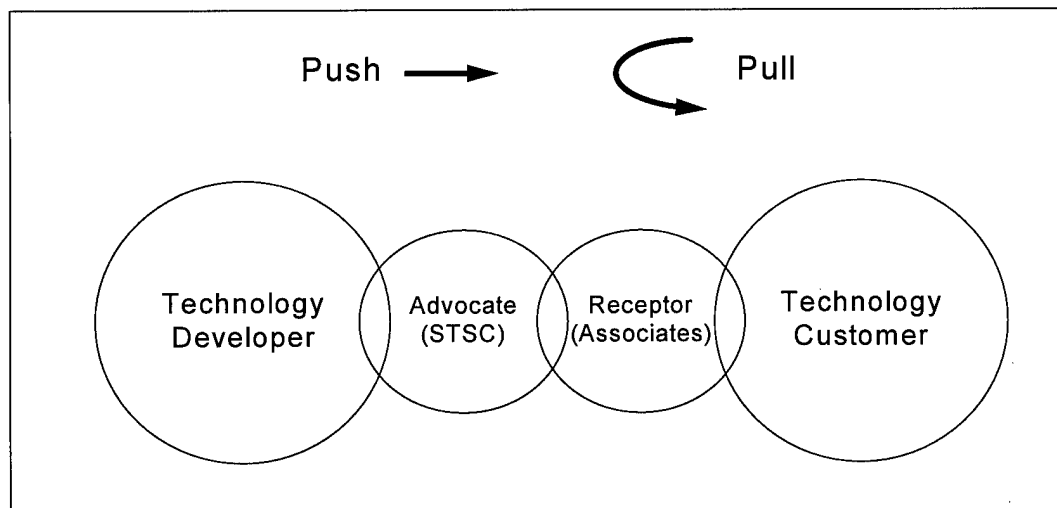 Push
Pull
Technology
Developer
Advocate
(STSC)
Receptor
(Associates)
Technology
Customer